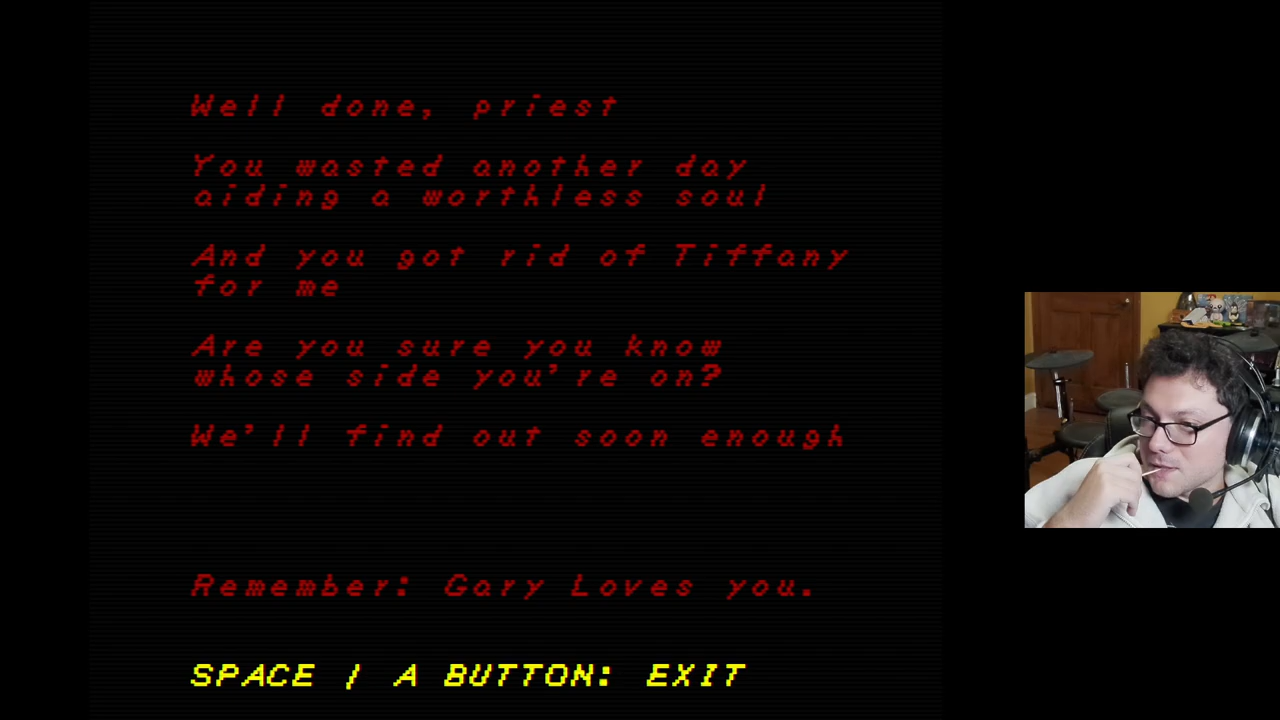 Well done, priest
You wasted another day
aiding a worthless soul
And you got rid of Tiffany
for me
Are you sure you know
whose side you're on?
We'll find out soon enough
Remember: Gary Loves you.
SPACE / A BUTTON: EXIT